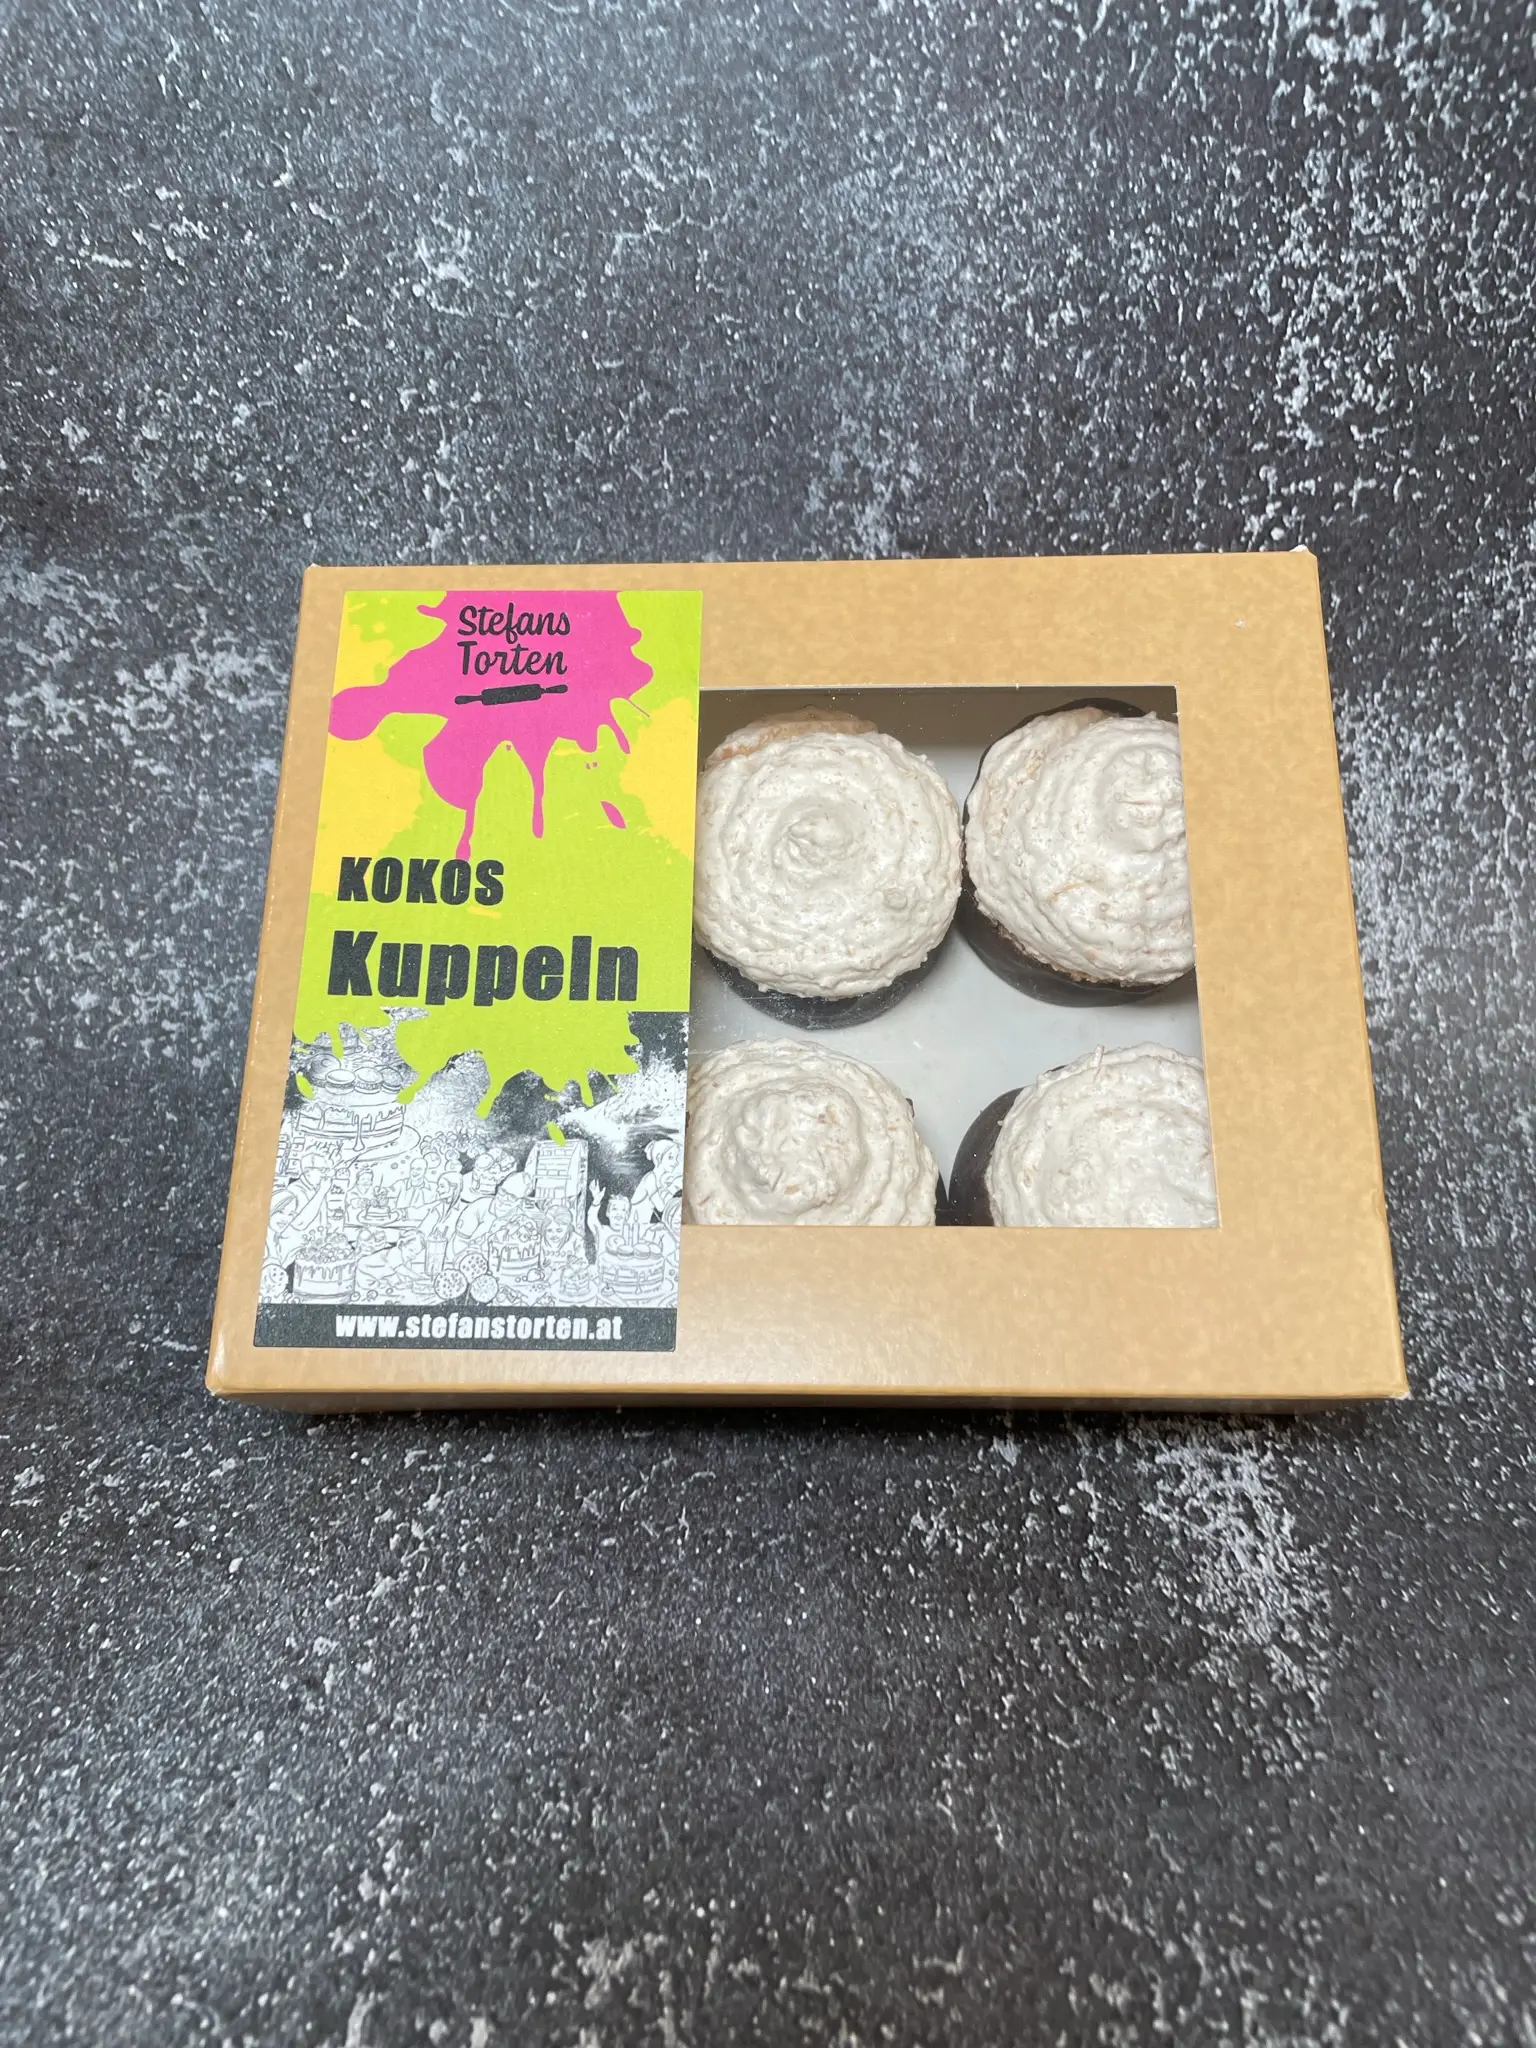 Stefans
Torten
KOKOS
Kuppeln
www.stefanstorten.at